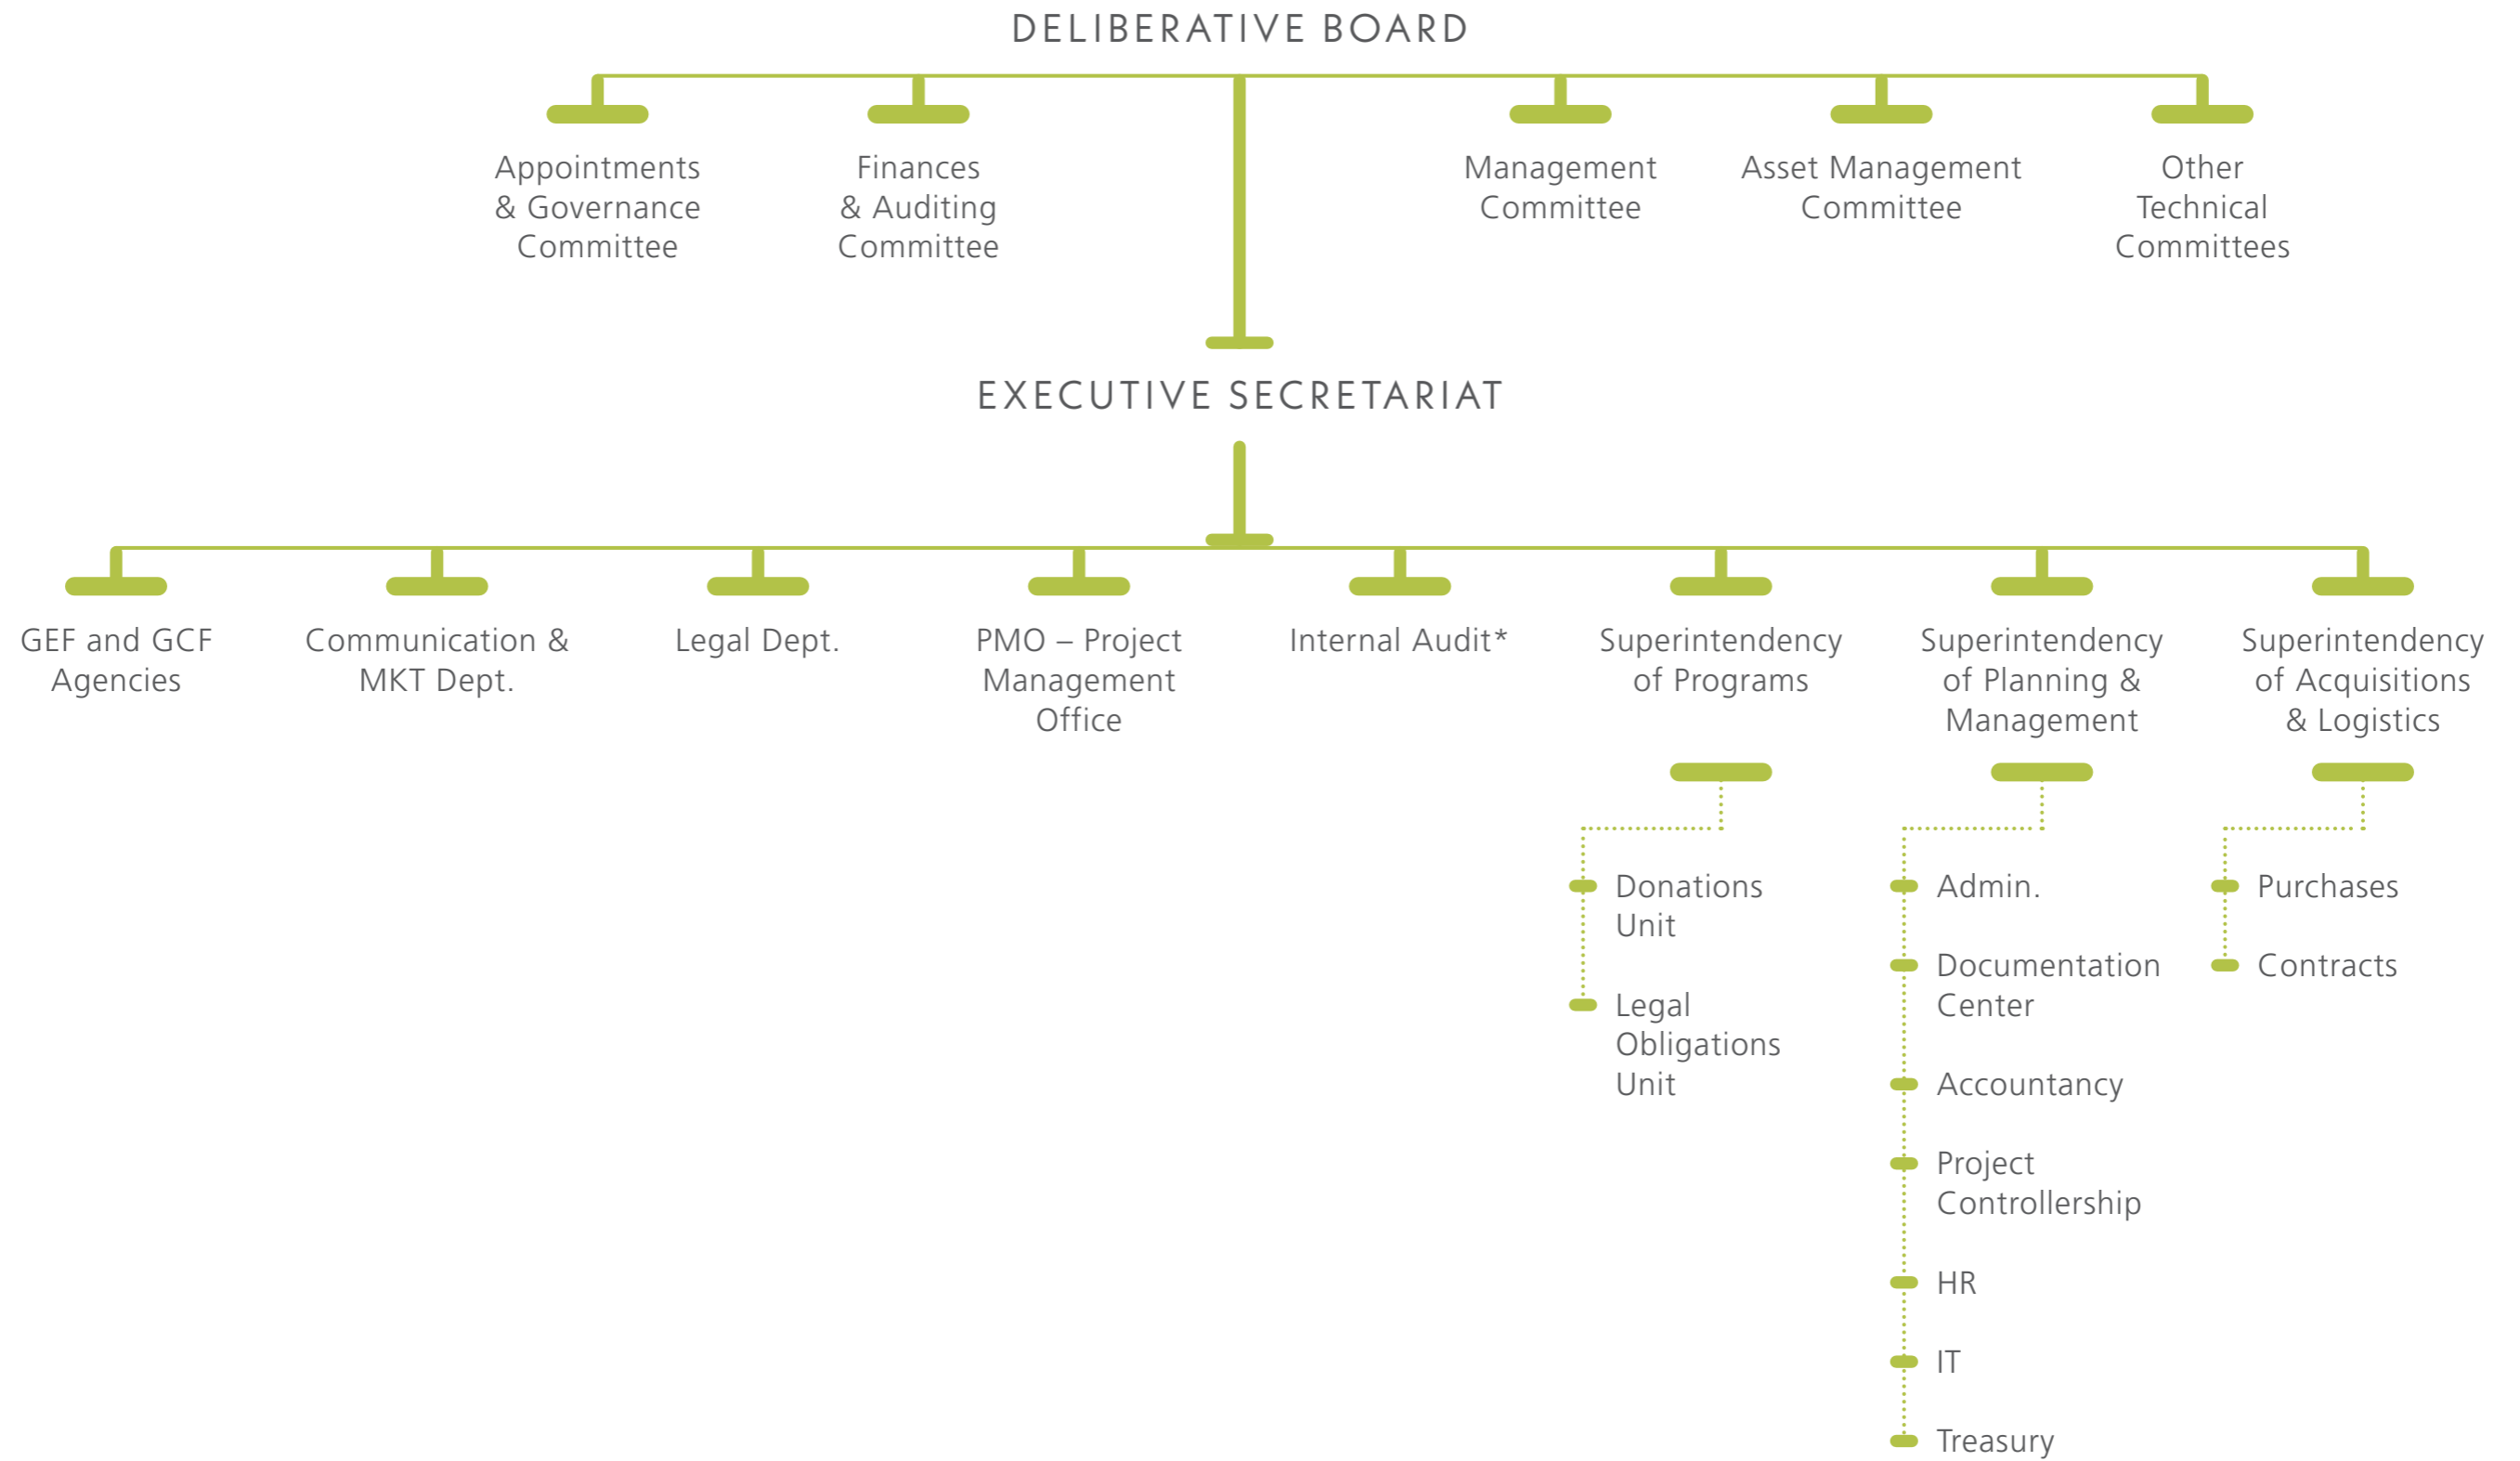 DELIBERATIVE BOARD
Appointments
& Governance
Committee
Finances
& Auditing
Committee
Management
Committee
Asset Management
Committee
Other
Technical
Committees
EXECUTIVE SECRETARIAT
GEF and GCF
Agencies
Communication &
MKT Dept.
Legal Dept.
PMO – Project
Management
Office
Internal Audit*
Superintendency
of Programs
Superintendency
of Planning &
Management
Superintendency
of Acquisitions
& Logistics
Donations
Unit
Legal
Obligations
Unit
Admin.
Documentation
Center
Accountancy
Project
Controllership
HR
IT
Treasury
Purchases
Contracts